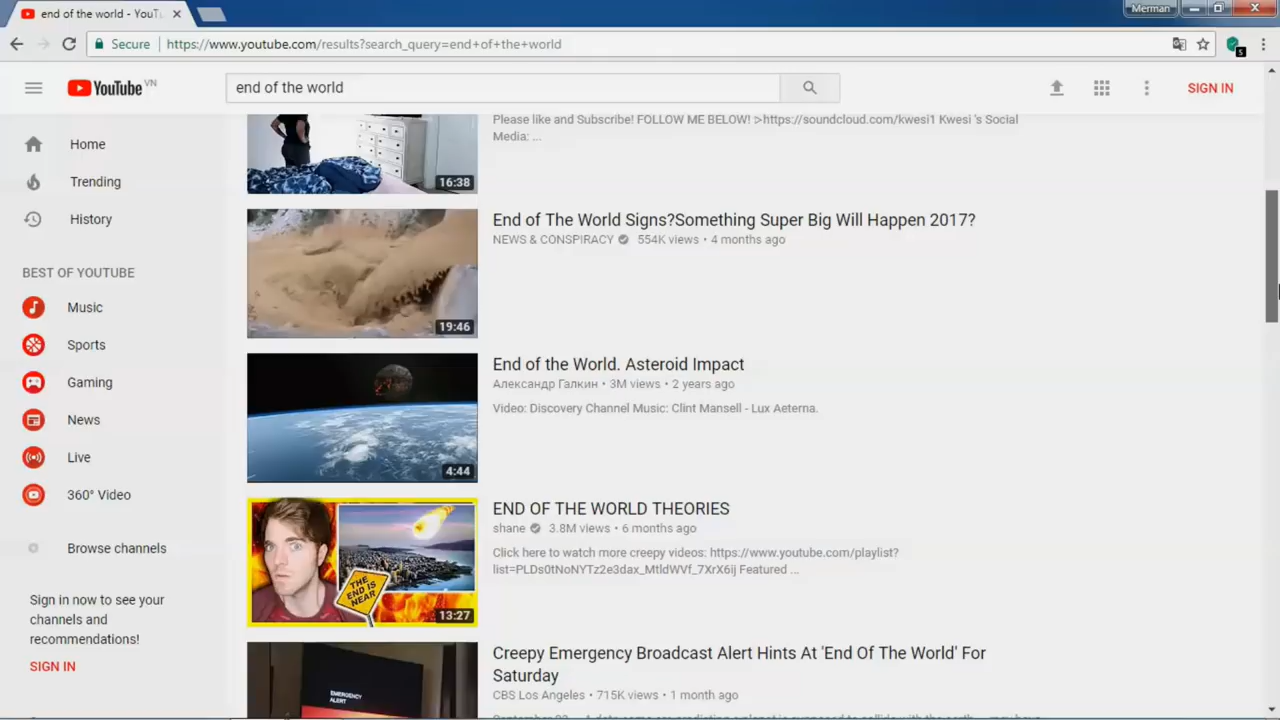 end of the world - YouTu
Merman
Secure
https://www.youtube.com/results?search_query=end+of+the+world
5
YouTube VN
end of the world
SIGN IN
Home
Trending
History
BEST OF YOUTUBE
Music
Sports
Gaming
News
Live
360° Video
Browse channels
Sign in now to see your
channels and
recommendations!
SIGN IN
Please like and Subscribe! FOLLOW ME BELOW! >https://soundcloud.com/kwesi1 Kwesi 's Social
Media: ...
16:38
End of The World Signs?Something Super Big Will Happen 2017?
NEWS & CONSPIRACY 554K views • 4 months ago
19:46
End of the World. Asteroid Impact
Александр Галкин • 3M views • 2 years ago
Video: Discovery Channel Music: Clint Mansell - Lux Aeterna.
4:44
END OF THE WORLD THEORIES
shane 3.8M views • 6 months ago
Click here to watch more creepy videos: https://www.youtube.com/playlist?
list=PLDs0tNoNYTz2e3dax_MtldWVf_7XrX6ij Featured ...
THE
END IS
NEAR
13:27
Creepy Emergency Broadcast Alert Hints At 'End Of The World' For
Saturday
CBS Los Angeles • 715K views • 1 month ago
EMERGENCY
ALERT